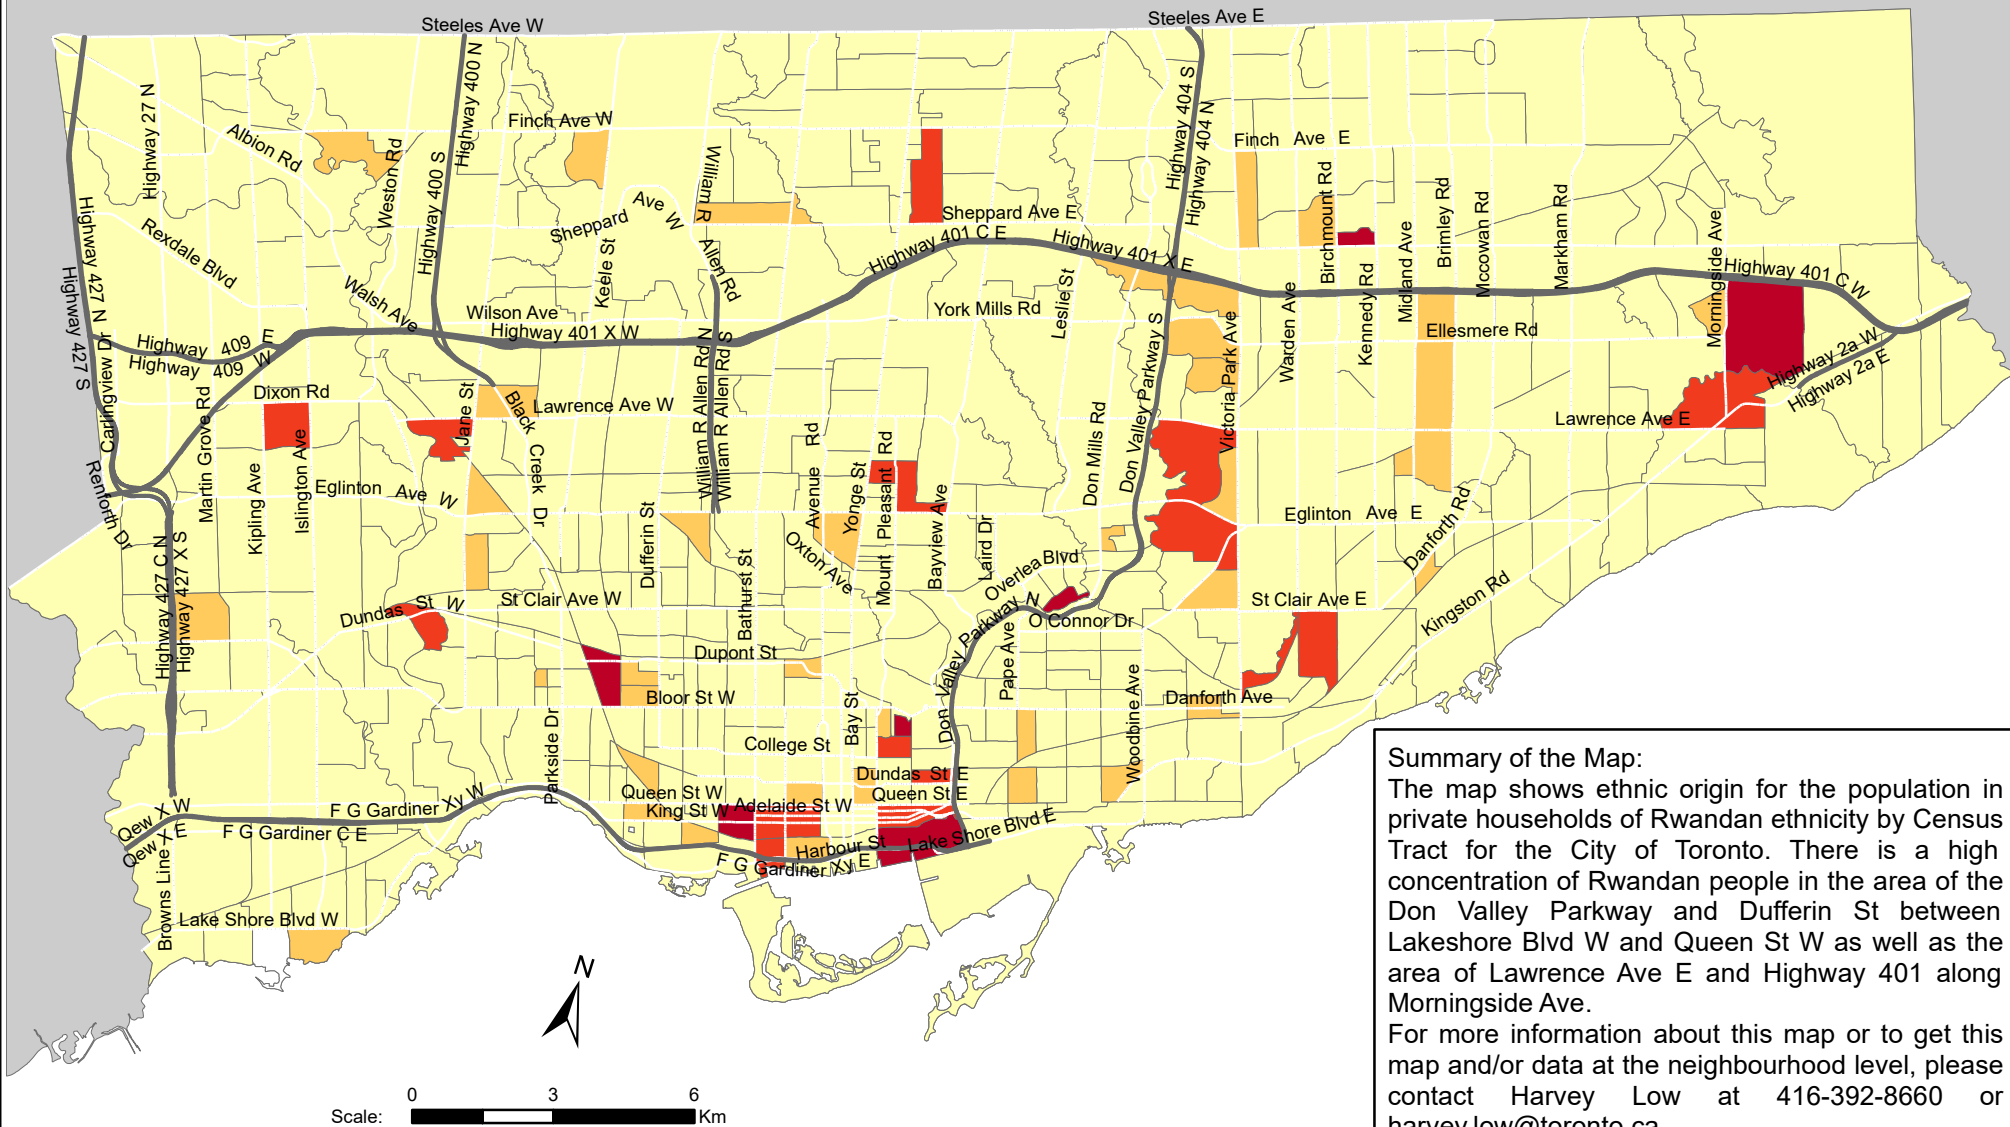 Steeles Ave W
Steeles Ave E
Highway 27 N
Albion Rd
Weston Rd
Highway 400 N
Highway 400 S
Finch Ave W
William R
Allen Rd
Highway 404 S
Highway 404 N
Finch Ave E
Birchmount Rd
Sheppard Ave W
Keele St
Sheppard Ave E
Highway 401 C E
Highway 401 X E
Leslie St
Kennedy Rd
Midland Ave
Brimley Rd
Mccowan Rd
Markham Rd
Morningside Ave
Highway 401 C W
Rexdale Blvd
Highway 427 N
Highway 427 S
Walsh Ave
Wilson Ave
Highway 401 X W
York Mills Rd
Warden Ave
Ellesmere Rd
Highway 2a W
Highway 2a E
Highway 409 E
Highway 409 W
Carlingview Dr
Dixon Rd
Martin Grove Rd
Kipling Ave
Islington Ave
Jane St
Black Creek Dr
Lawrence Ave W
William R Allen Rd N
William R Allen Rd S
Avenue Rd
Yonge St
Mount Pleasant Rd
Bayview Ave
Don Mills Rd
Don Valley Parkway S
Victoria Park Ave
Lawrence Ave E
Renforth Dr
Eglinton Ave W
Dufferin St
Bathurst St
Oxton Ave
Laird Dr
Overlea Blvd
Eglinton Ave E
Danforth Rd
Highway 427 C N
Highway 427 X S
Dundas St W
St Clair Ave W
Don Valley Parkway N
O Connor Dr
St Clair Ave E
Kingston Rd
Dupont St
Bloor St W
Bay St
Pape Ave
Woodbine Ave
Danforth Ave
Parkside Dr
College St
Dundas St E
Queen St W
Queen St E
King St W
Adelaide St W
Qew X W
Qew X E
F G Gardiner Xy W
F G Gardiner C E
Harbour St
Lake Shore Blvd E
F G Gardiner Xy E
Browns Line
Lake Shore Blvd W
N
0 3 6
Scale: Km
Summary of the Map:
The map shows ethnic origin for the population in
private households of Rwandan ethnicity by Census
Tract for the City of Toronto. There is a high
concentration of Rwandan people in the area of the
Don Valley Parkway and Dufferin St between
Lakeshore Blvd W and Queen St W as well as the
area of Lawrence Ave E and Highway 401 along
Morningside Ave.
For more information about this map or to get this
map and/or data at the neighbourhood level, please
contact Harvey Low at 416-392-8660 or
harvey.low@toronto.ca